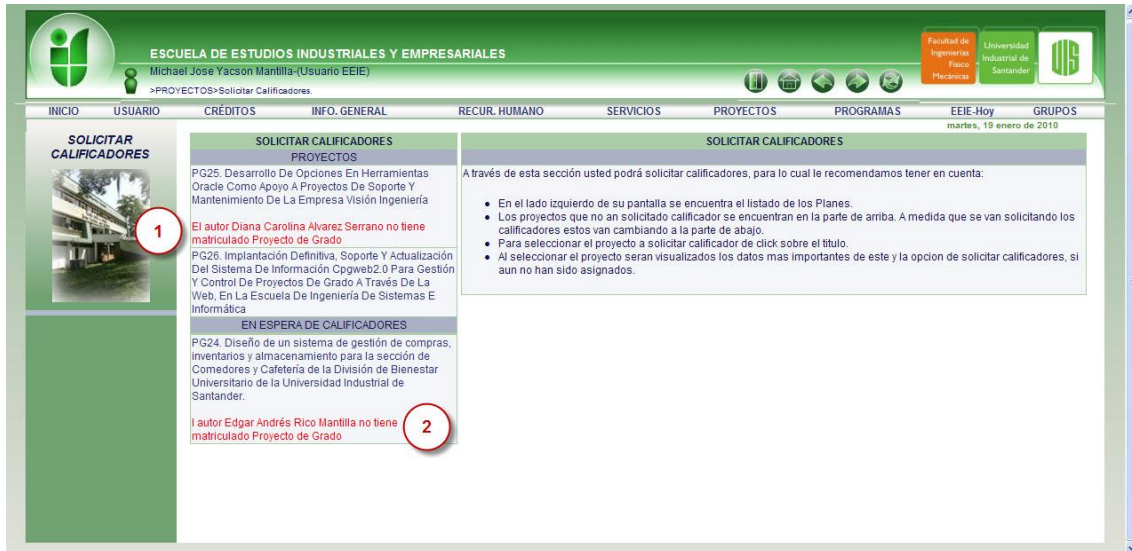 ESCUELA DE ESTUDIOS INDUSTRIALES Y EMPRESARIALES
Michael Jose Yacson Mantilla-(Usuario EEIE)
>PROYECTOS>Solicitar Calificadores.
Facultad de
Ingenierías
Físico
Mecánicas
Universidad
Industrial de
Santander
UIS
INICIO USUARIO CRÉDITOS INFO. GENERAL RECUR. HUMANO SERVICIOS PROYECTOS PROGRAMAS EEIE-Hoy GRUPOS
martes, 19 enero de 2010
SOLICITAR
CALIFICADORES
1
SOLICITAR CALIFICADORES
PROYECTOS
PG25. Desarrollo De Opciones En Herramientas
Oracle Como Apoyo A Proyectos De Soporte Y
Mantenimiento De La Empresa Visión Ingeniería
El autor Diana Carolina Alvarez Serrano no tiene
matriculado Proyecto de Grado
PG26. Implantación Definitiva, Soporte Y Actualización
Del Sistema De Información Cpgweb2.0 Para Gestión
Y Control De Proyectos De Grado A Través De La
Web, En La Escuela De Ingeniería De Sistemas E
Informática
EN ESPERA DE CALIFICADORES
PG24. Diseño de un sistema de gestión de compras,
inventarios y almacenamiento para la sección de
Comedores y Cafetería de la División de Bienestar
Universitario de la Universidad Industrial de
Santander.
l autor Edgar Andrés Rico Mantilla no tiene
matriculado Proyecto de Grado
2
SOLICITAR CALIFICADORES
A través de esta sección usted podrá solicitar calificadores, para lo cual le recomendamos tener en cuenta:
• En el lado izquierdo de su pantalla se encuentra el listado de los Planes.
• Los proyectos que no an solicitado calificador se encuentran en la parte de arriba. A medida que se van solicitando los
calificadores estos van cambiando a la parte de abajo.
• Para seleccionar el proyecto a solicitar calificador de click sobre el titulo.
• Al seleccionar el proyecto seran visualizados los datos mas importantes de este y la opcion de solicitar calificadores, si
aun no han sido asignados.